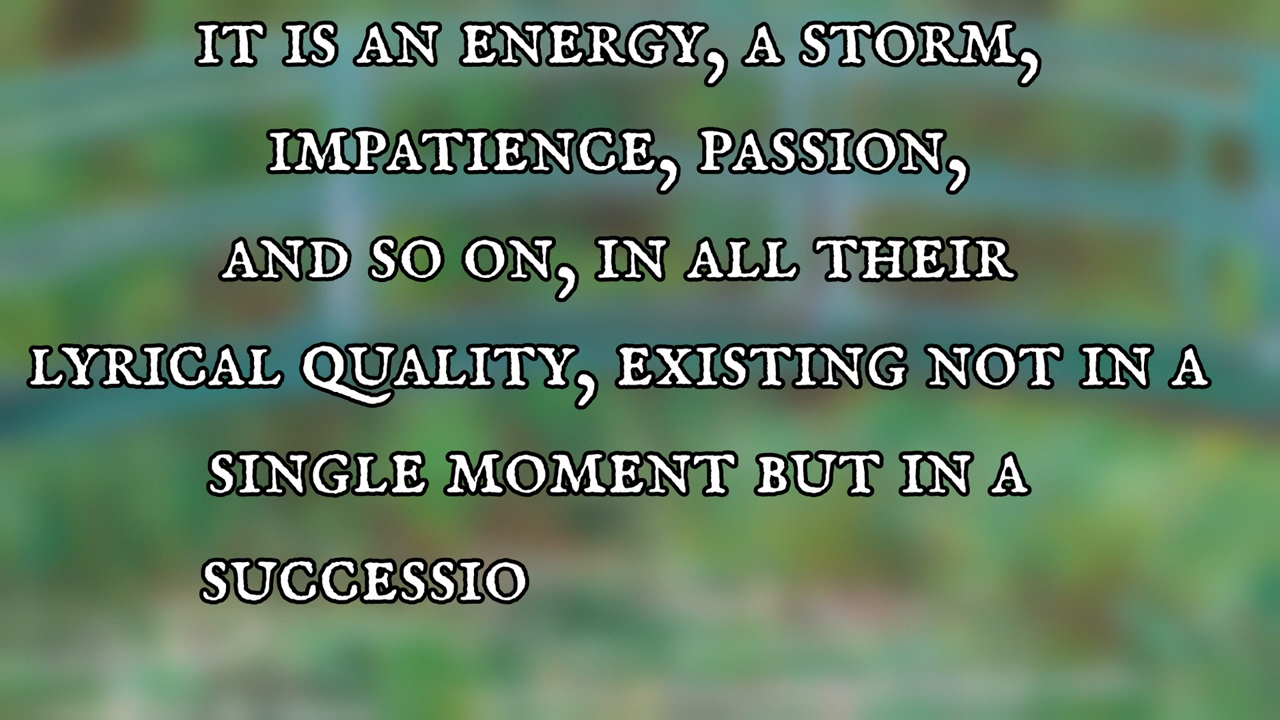 IT IS AN ENERGY, A STORM,
IMPATIENCE, PASSION,
AND SO ON, IN ALL THEIR
LYRICAL QUALITY, EXISTING NOT IN A
SINGLE MOMENT BUT IN A
SUCCESSIO